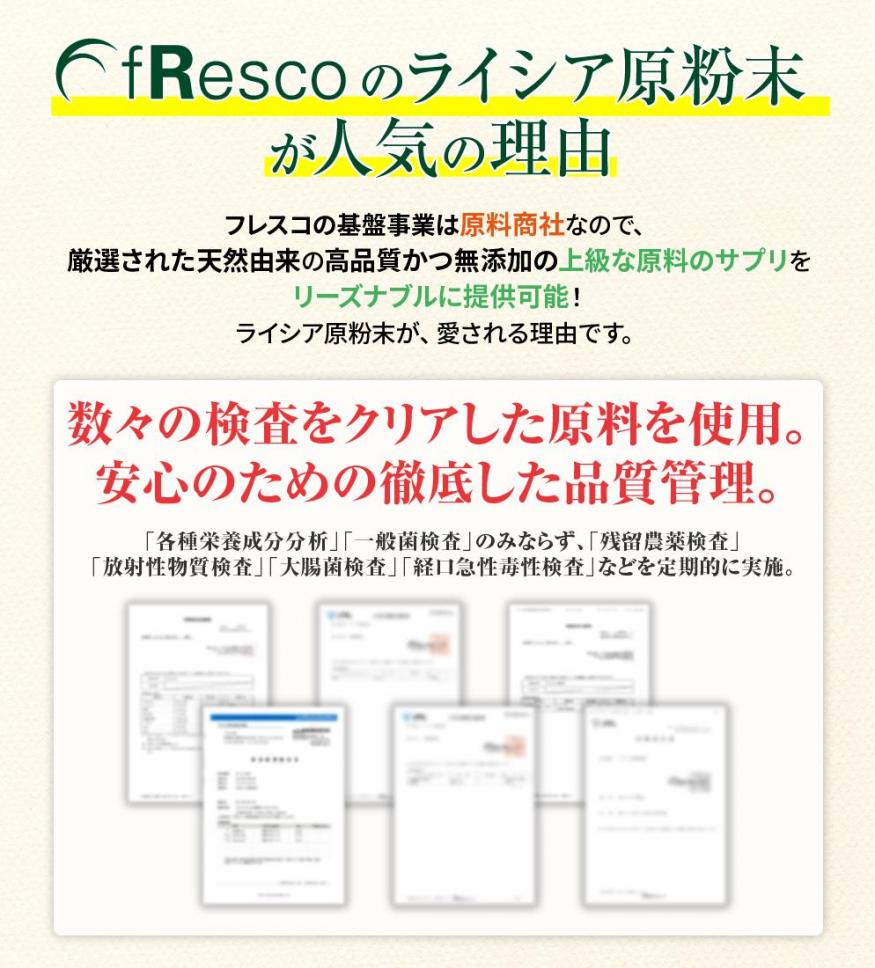 fRescoのライシア原粉末
が人気の理由
フレスコの基盤事業は原料商社なので、
厳選された天然由来の高品質かつ無添加の上級な原料のサプリを
リーズナブルに提供可能！
ライシア原粉末が、愛される理由です。
数々の検査をクリアした原料を使用。
安心のための徹底した品質管理。
「各種栄養成分分析」「一般菌検査」のみならず、「残留農薬検査」
「放射性物質検査」「大腸菌検査」「経口急性毒性検査」などを定期的に実施。